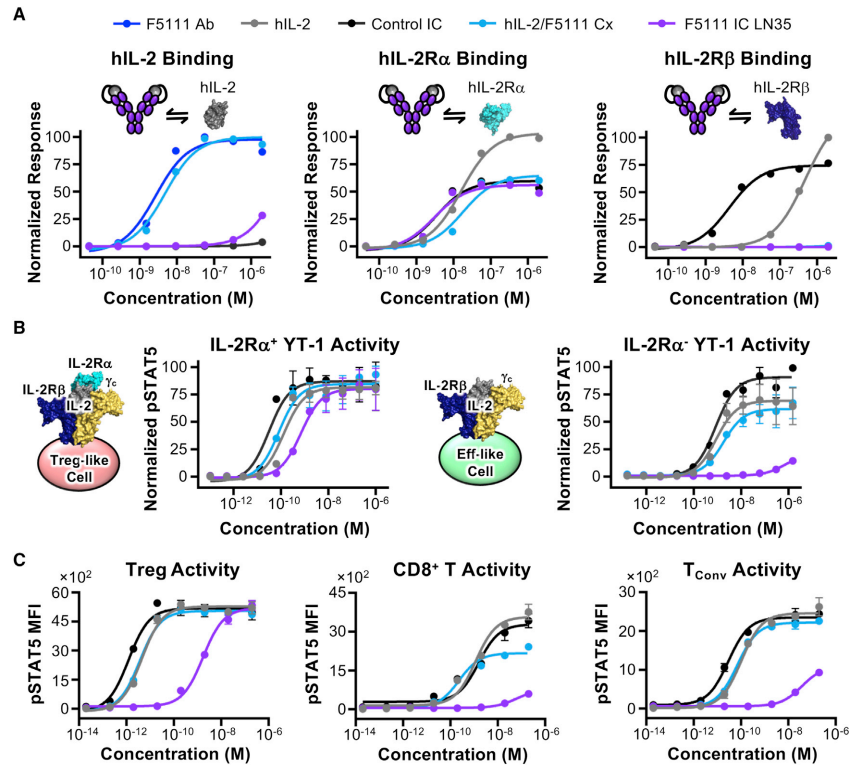 A
F5111 Ab
hIL-2
Control IC
hIL-2/F5111 Cx
F5111 IC LN35
hIL-2 Binding
hIL-2
Normalized Response
100
75
50
25
0
10⁻¹⁰ 10⁻⁹ 10⁻⁸ 10⁻⁷ 10⁻⁶
Concentration (M)
hIL-2Rα Binding
hIL-2Rα
Normalized Response
100
75
50
25
0
10⁻¹⁰ 10⁻⁹ 10⁻⁸ 10⁻⁷ 10⁻⁶
Concentration (M)
hIL-2Rβ Binding
hIL-2Rβ
Normalized Response
100
75
50
25
0
10⁻¹⁰ 10⁻⁹ 10⁻⁸ 10⁻⁷ 10⁻⁶
Concentration (M)
B
IL-2Rα
IL-2Rβ
γc
IL-2
Treg-like
Cell
IL-2Rα⁺ YT-1 Activity
Normalized pSTAT5
100
75
50
25
0
10⁻¹² 10⁻¹⁰ 10⁻⁸ 10⁻⁶
Concentration (M)
IL-2Rβ
γc
IL-2
Eff-like
Cell
IL-2Rα⁻ YT-1 Activity
Normalized pSTAT5
100
75
50
25
0
10⁻¹² 10⁻¹⁰ 10⁻⁸ 10⁻⁶
Concentration (M)
C
Treg Activity
×10²
pSTAT5 MFI
60
45
30
15
0
10⁻¹⁴ 10⁻¹² 10⁻¹⁰ 10⁻⁸ 10⁻⁶
Concentration (M)
CD8⁺ T Activity
×10²
pSTAT5 MFI
45
30
15
0
10⁻¹⁴ 10⁻¹² 10⁻¹⁰ 10⁻⁸ 10⁻⁶
Concentration (M)
TConv Activity
×10²
pSTAT5 MFI
30
20
10
0
10⁻¹⁴ 10⁻¹² 10⁻¹⁰ 10⁻⁸ 10⁻⁶
Concentration (M)